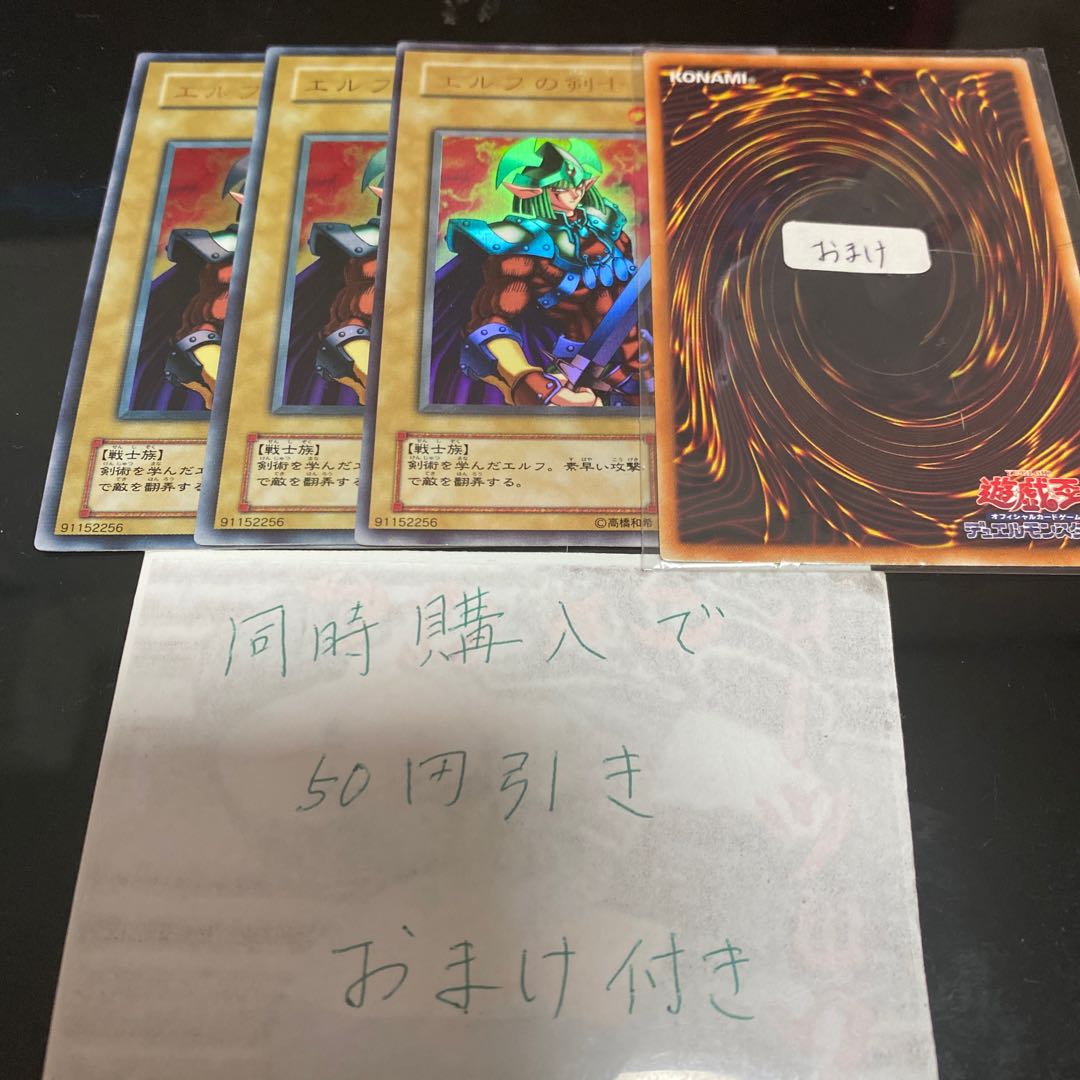 エルフ
エルフ
エルフの剣士
KONAMI
おまけ
【戦士族】
剣術を学んだエ
で敵を翻弄する
91152256
【戦士族】
剣術を学んだエ
で敵を翻弄する
91152256
【戦士族】
剣術を学んだエルフ。素早い攻撃
で敵を翻弄する。
91152256
©高橋和希
遊戯王
オフィシャルカードゲーム
デュエルモンスタ
同時購入で
50円引き
おまけ付き